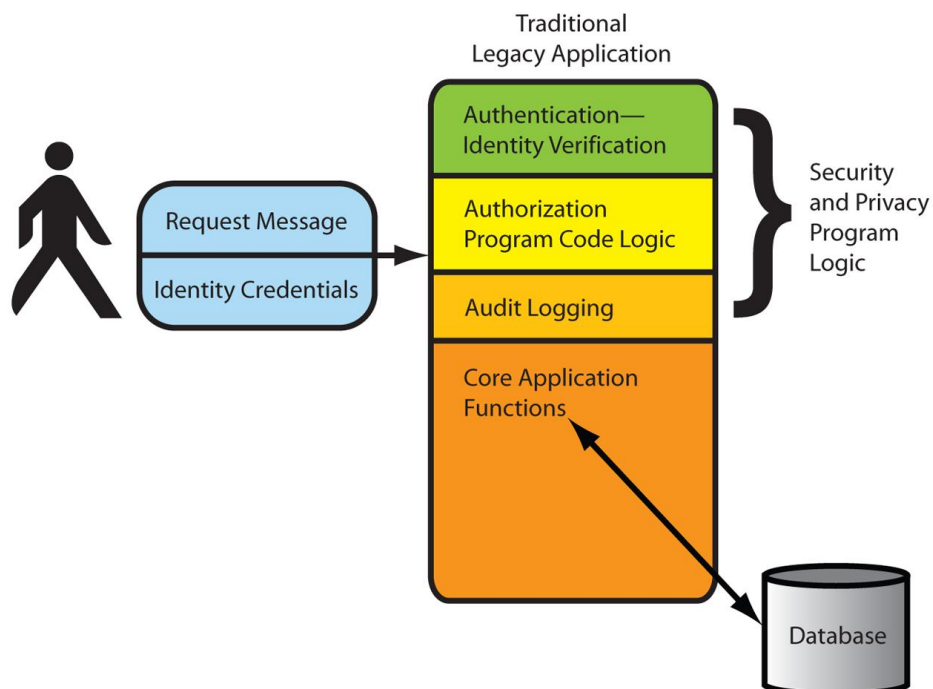 Traditional
Legacy Application
Authentication—
Identity Verification
Request Message
Identity Credentials
Authorization
Program Code Logic
Audit Logging
Core Application
Functions
Security
and Privacy
Program
Logic
Database